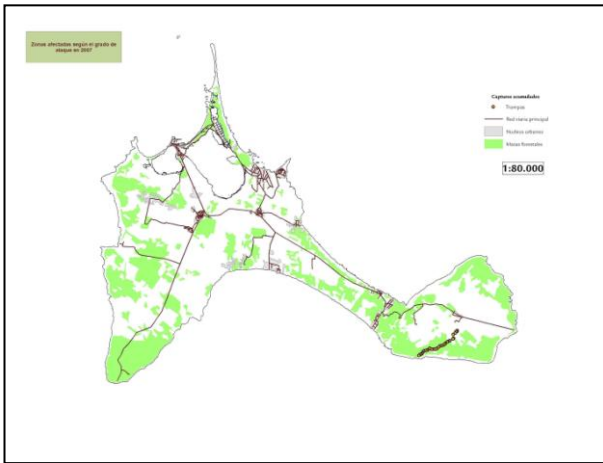 Zonas afectadas según el grado de
ataque en 2007
Capturas acumuladas
Trampas
Red viaria principal
Núcleos urbanos
Masas forestales
1:80.000